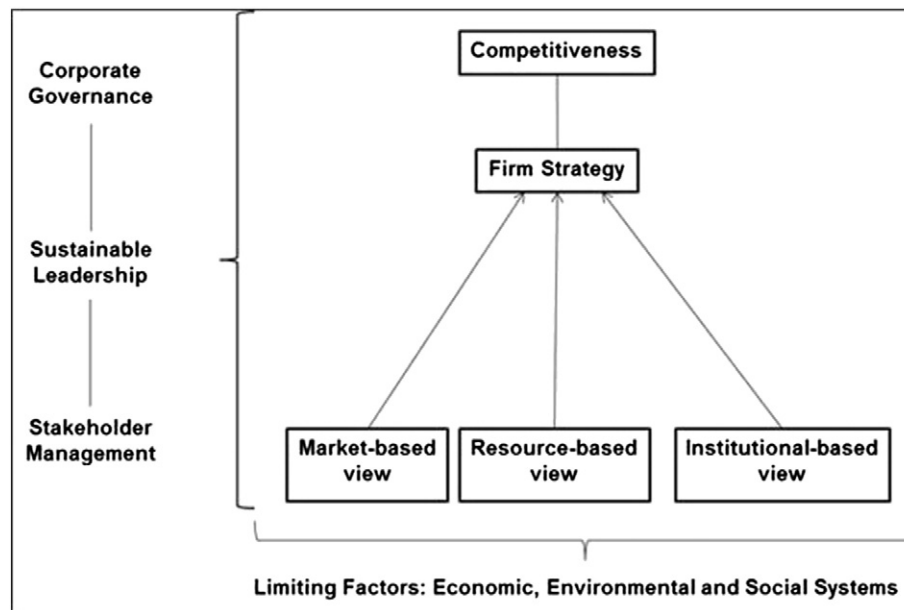 Competitiveness
Corporate
Governance
Firm Strategy
Sustainable
Leadership
Stakeholder
Management
Market-based
view
Resource-based
view
Institutional-based
view
Limiting Factors: Economic, Environmental and Social Systems